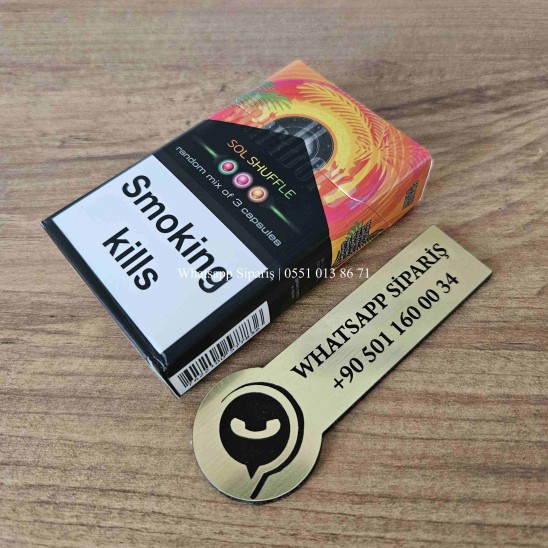 SOL SHUFFLE
random mix of 3 capsules
Smoking
kills
Whatsapp Sipariş | 0551 013 86 71
WHATSAPP SİPARİŞ
+90 501 160 00 34